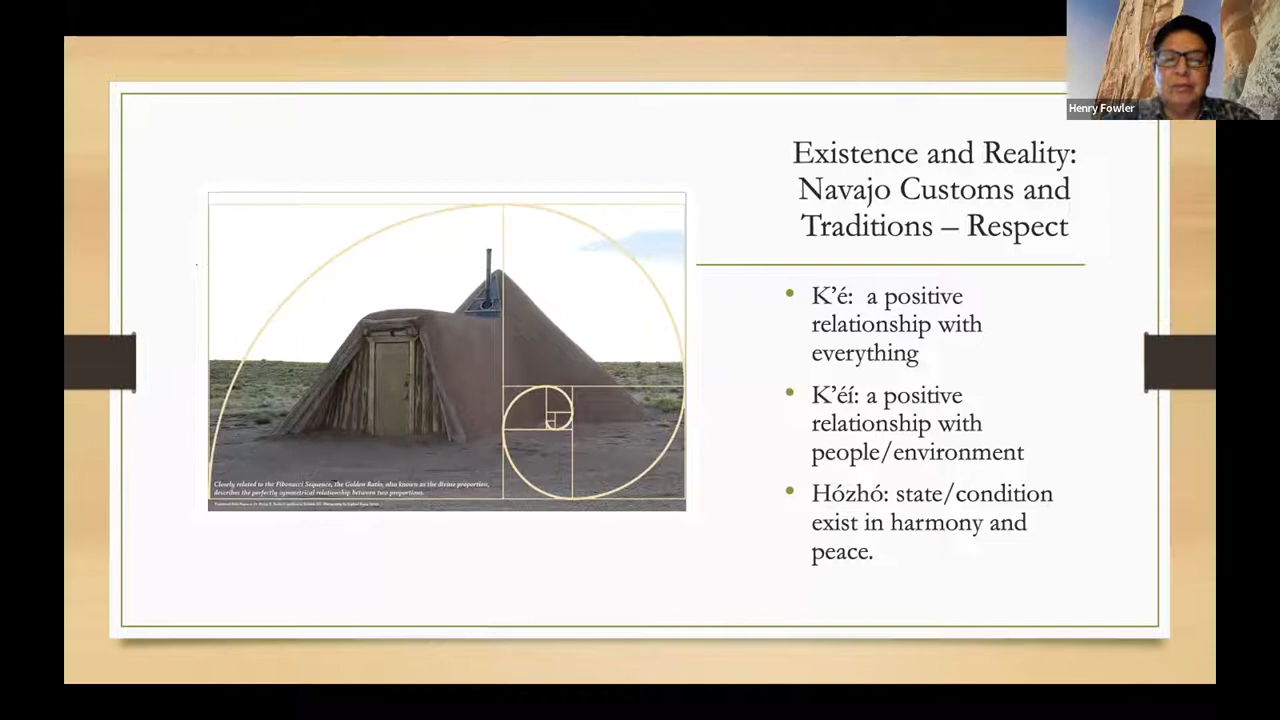 Henry Fowler
Existence and Reality:
Navajo Customs and
Traditions – Respect
• K’é:  a positive
relationship with
everything
• K’éí: a positive
relationship with
people/environment
• Hózhó: state/condition
exist in harmony and
peace.
Closely related to the Fibonacci Sequence, the Golden Ratio, also known as the divine proportion,
describes the perfectly symmetrical relationship between two proportions.